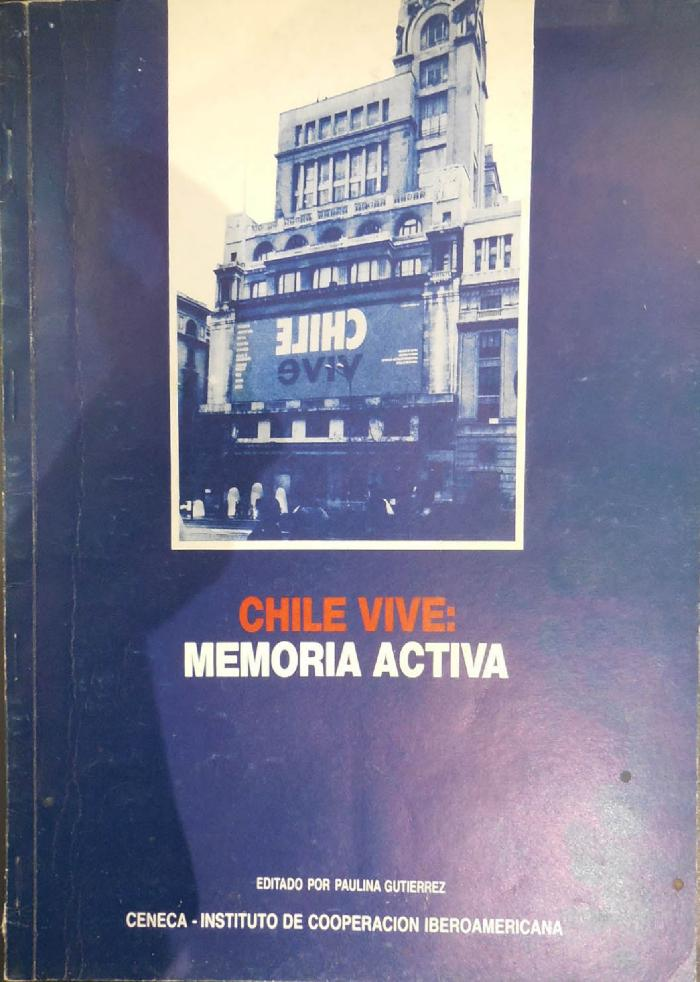 CHILE
vive
CHILE VIVE:
MEMORIA ACTIVA
EDITADO POR PAULINA GUTIERREZ
CENECA - INSTITUTO DE COOPERACION IBEROAMERICANA